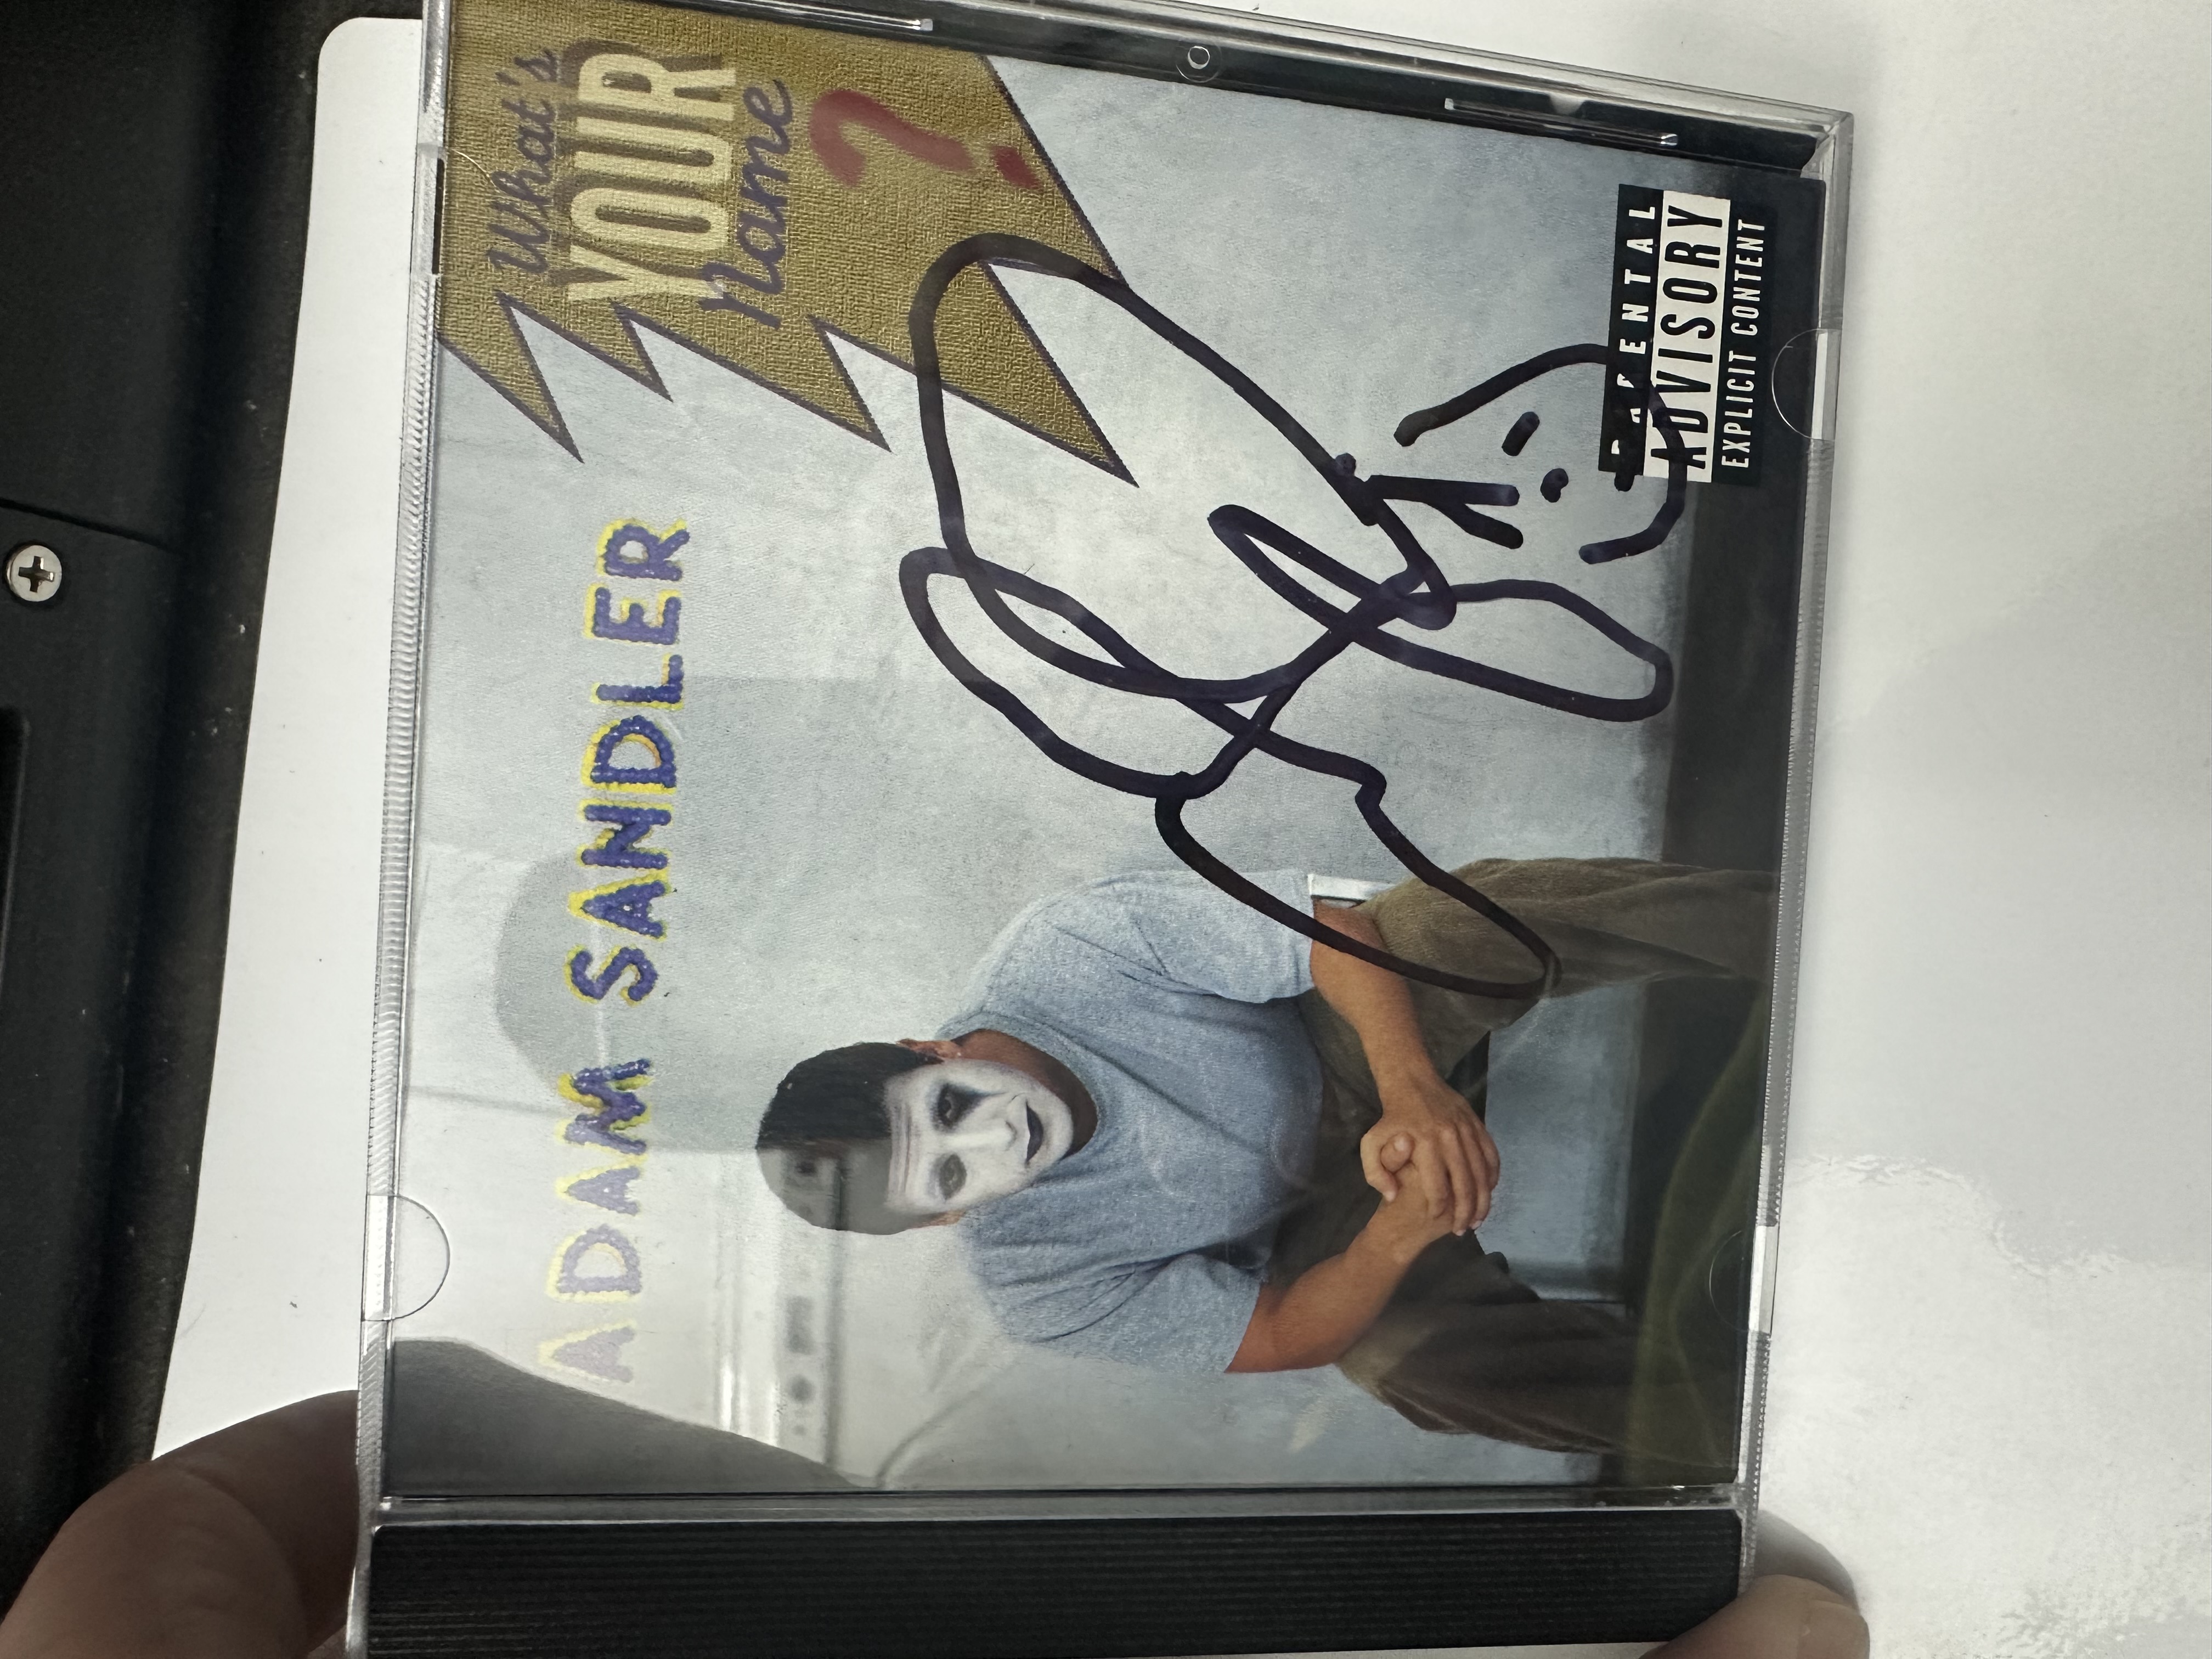 What's
YOUR
Name
?
ADAM SANDLER
PARENTAL
ADVISORY
EXPLICIT CONTENT